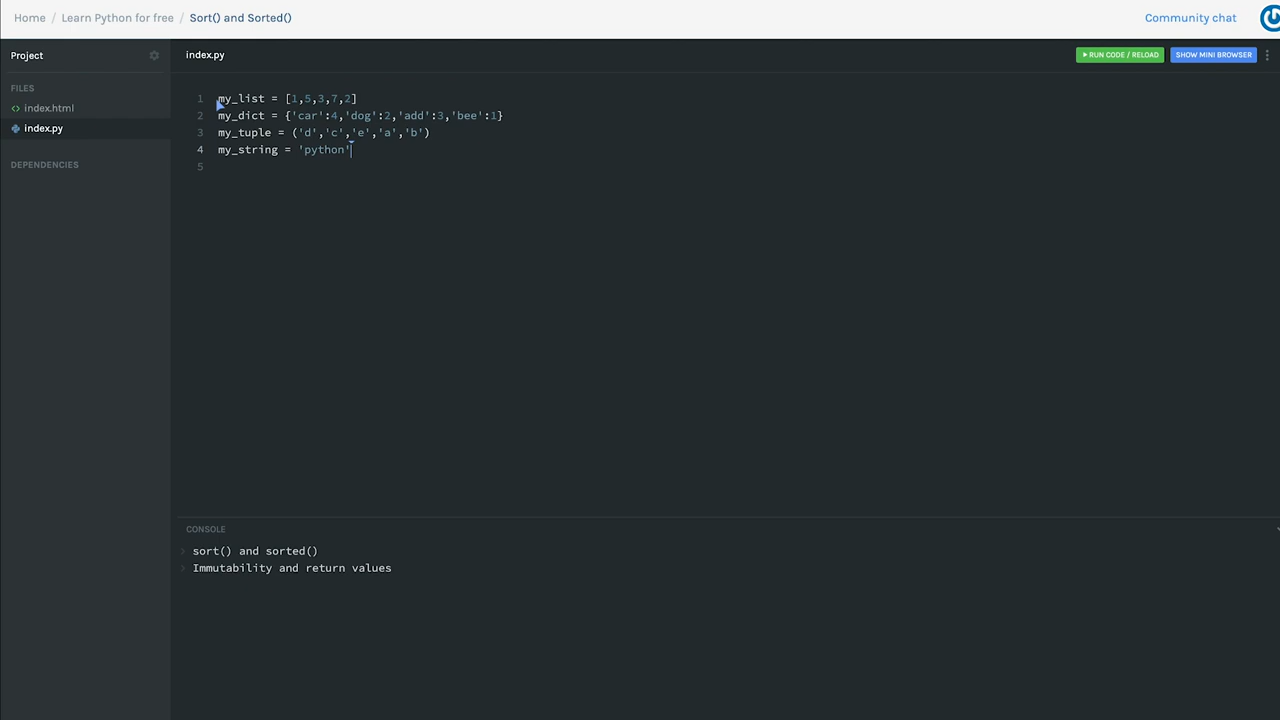 Home / Learn Python for free / Sort() and Sorted()
Community chat
Project
index.py
RUN CODE / RELOAD
SHOW MINI BROWSER
FILES
<> index.html
index.py
DEPENDENCIES
1 my_list = [1,5,3,7,2]
2 my_dict = {'car':4,'dog':2,'add':3,'bee':1}
3 my_tuple = ('d','c','e','a','b')
4 my_string = 'python'
5
CONSOLE
> sort() and sorted()
> Immutability and return values